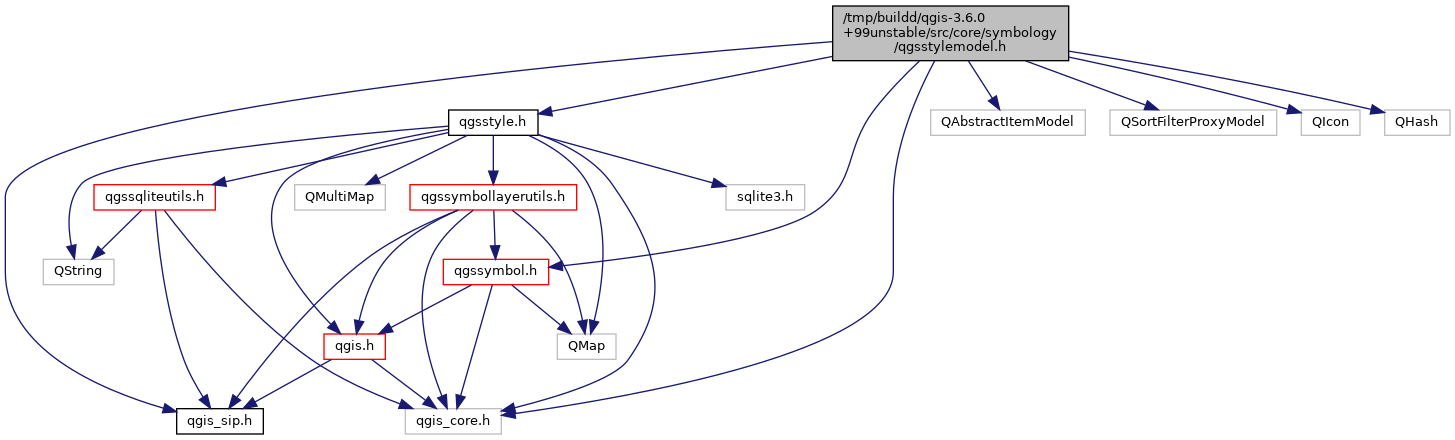 /tmp/buildd/qgis-3.6.0
+99unstable/src/core/symbology
/qgsstylemodel.h
qgsstyle.h
QAbstractItemModel
QSortFilterProxyModel
QIcon
QHash
qgssqliteutils.h
QMultiMap
qgssymbollayerutils.h
sqlite3.h
QString
qgssymbol.h
qgis.h
QMap
qgis_sip.h
qgis_core.h